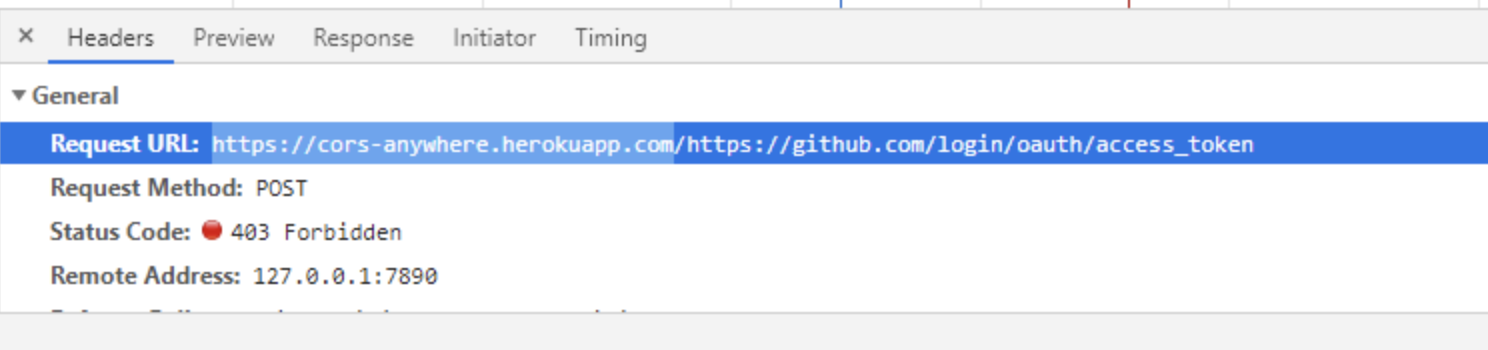 × Headers Preview Response Initiator Timing
▼ General
Request URL: https://cors-anywhere.herokuapp.com/https://github.com/login/oauth/access_token
Request Method: POST
Status Code: 403 Forbidden
Remote Address: 127.0.0.1:7890